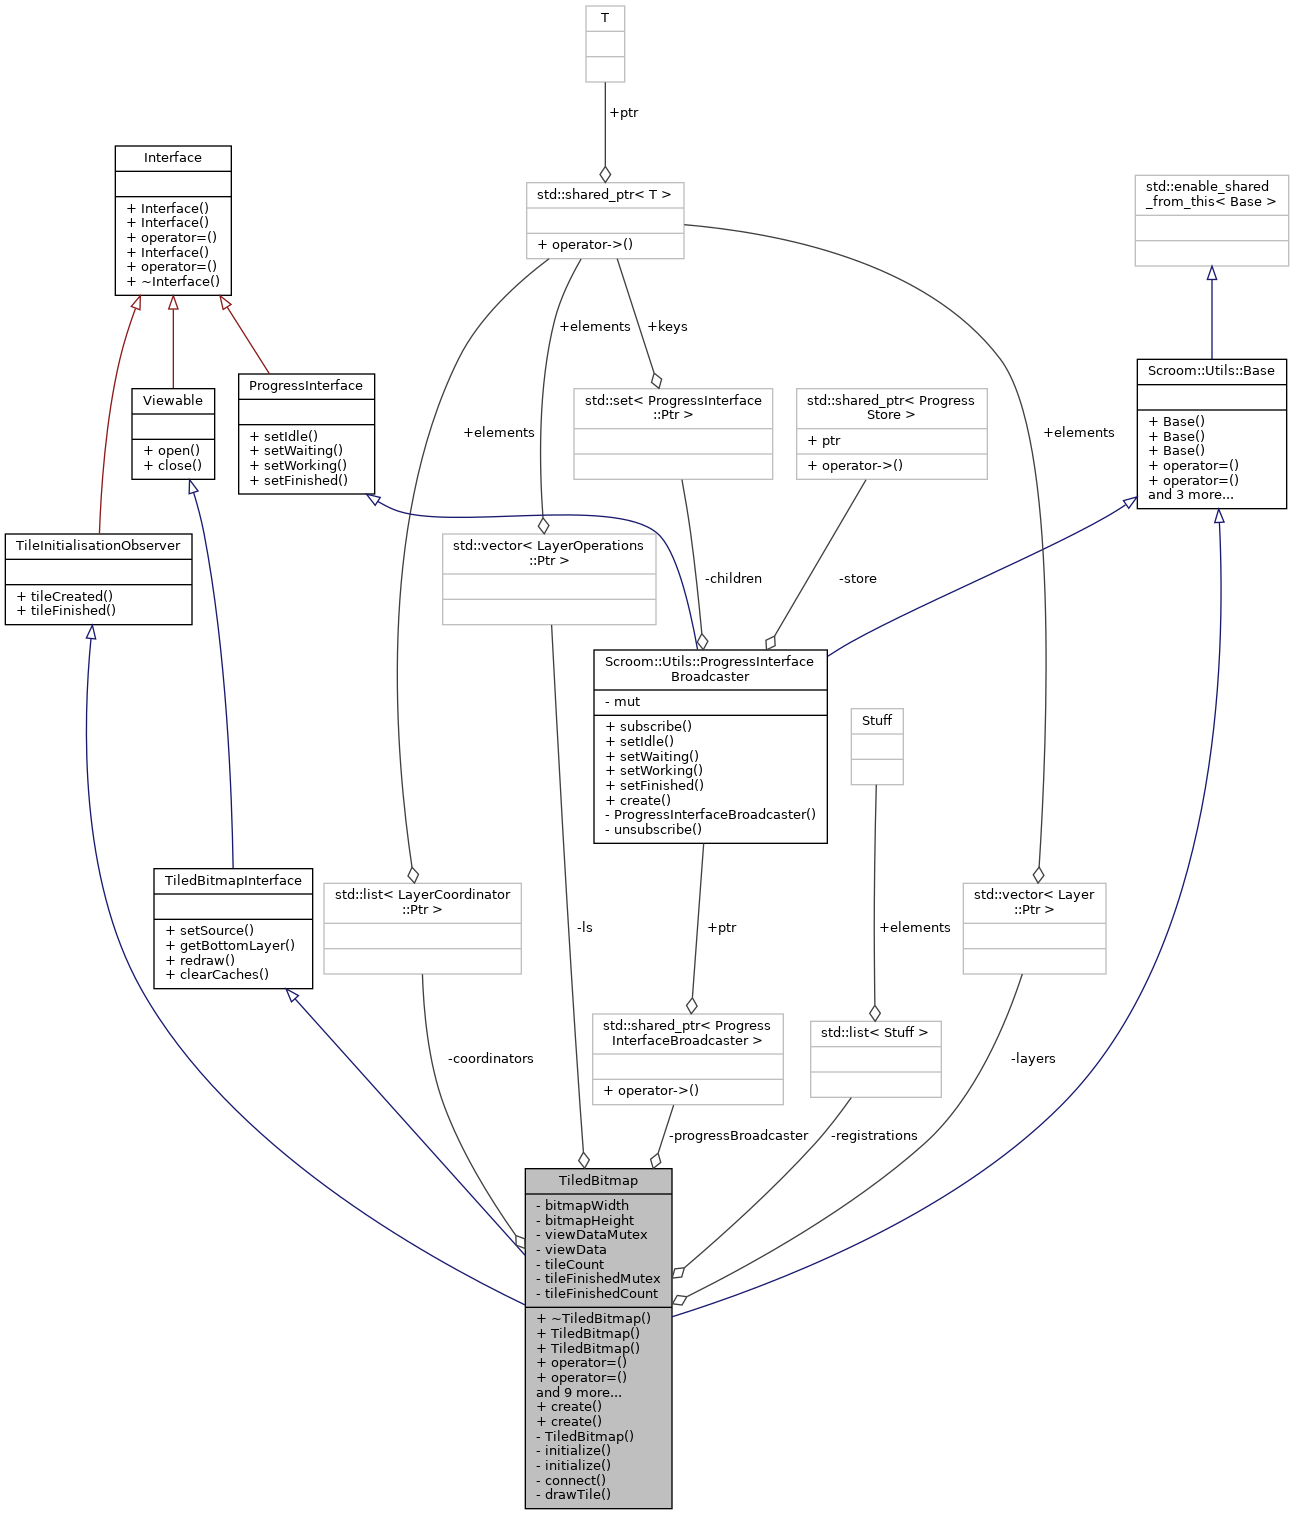 T
+ptr
Interface
+ Interface()
+ Interface()
+ operator=()
+ Interface()
+ operator=()
+ ~Interface()
std::shared_ptr< T >
+ operator->()
std::enable_shared
_from_this< Base >
+elements
+keys
Viewable
+ open()
+ close()
ProgressInterface
+ setIdle()
+ setWaiting()
+ setWorking()
+ setFinished()
+elements
std::set< ProgressInterface
::Ptr >
std::shared_ptr< Progress
Store >
+ ptr
+ operator->()
+elements
Scroom::Utils::Base
+ Base()
+ Base()
+ Base()
+ operator=()
+ operator=()
and 3 more...
TileInitialisationObserver
+ tileCreated()
+ tileFinished()
std::vector< LayerOperations
::Ptr >
-children
-store
Scroom::Utils::ProgressInterface
Broadcaster
- mut
+ subscribe()
+ setIdle()
+ setWaiting()
+ setWorking()
+ setFinished()
+ create()
- ProgressInterfaceBroadcaster()
- unsubscribe()
Stuff
TiledBitmapInterface
+ setSource()
+ getBottomLayer()
+ redraw()
+ clearCaches()
std::list< LayerCoordinator
::Ptr >
-ls
+ptr
+elements
std::vector< Layer
::Ptr >
-coordinators
std::shared_ptr< Progress
InterfaceBroadcaster >
+ operator->()
std::list< Stuff >
-layers
-progressBroadcaster
-registrations
TiledBitmap
- bitmapWidth
- bitmapHeight
- viewDataMutex
- viewData
- tileCount
- tileFinishedMutex
- tileFinishedCount
+ ~TiledBitmap()
+ TiledBitmap()
+ TiledBitmap()
+ operator=()
+ operator=()
and 9 more...
+ create()
+ create()
- TiledBitmap()
- initialize()
- initialize()
- connect()
- drawTile()